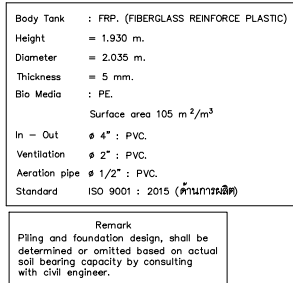 Body Tank : FRP. (FIBERGLASS REINFORCE PLASTIC)
Height = 1.930 m.
Diameter = 2.035 m.
Thickness = 5 mm.
Bio Media : PE.
Surface area 105 m²/m³
In – Out ø 4" : PVC.
Ventilation ø 2" : PVC.
Aeration pipe ø 1/2" : PVC.
Standard ISO 9001 : 2015 (ด้านการผลิต)
Remark
Piling and foundation design, shall be
determined or omitted based on actual
soil bearing capacity by consulting
with civil engineer.